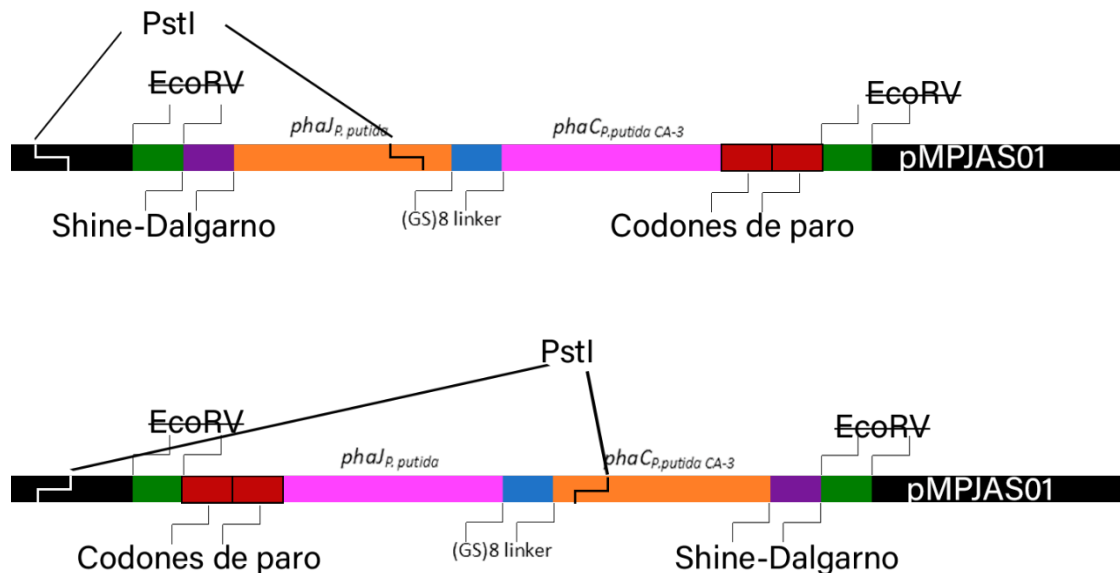 PstI
EcoRV
EcoRV
phaJP. putida
phaCP.putida CA-3
pMPJAS01
Shine-Dalgarno
(GS)8 linker
Codones de paro
PstI
EcoRV
EcoRV
phaJP. putida
phaCP.putida CA-3
pMPJAS01
Codones de paro
(GS)8 linker
Shine-Dalgarno